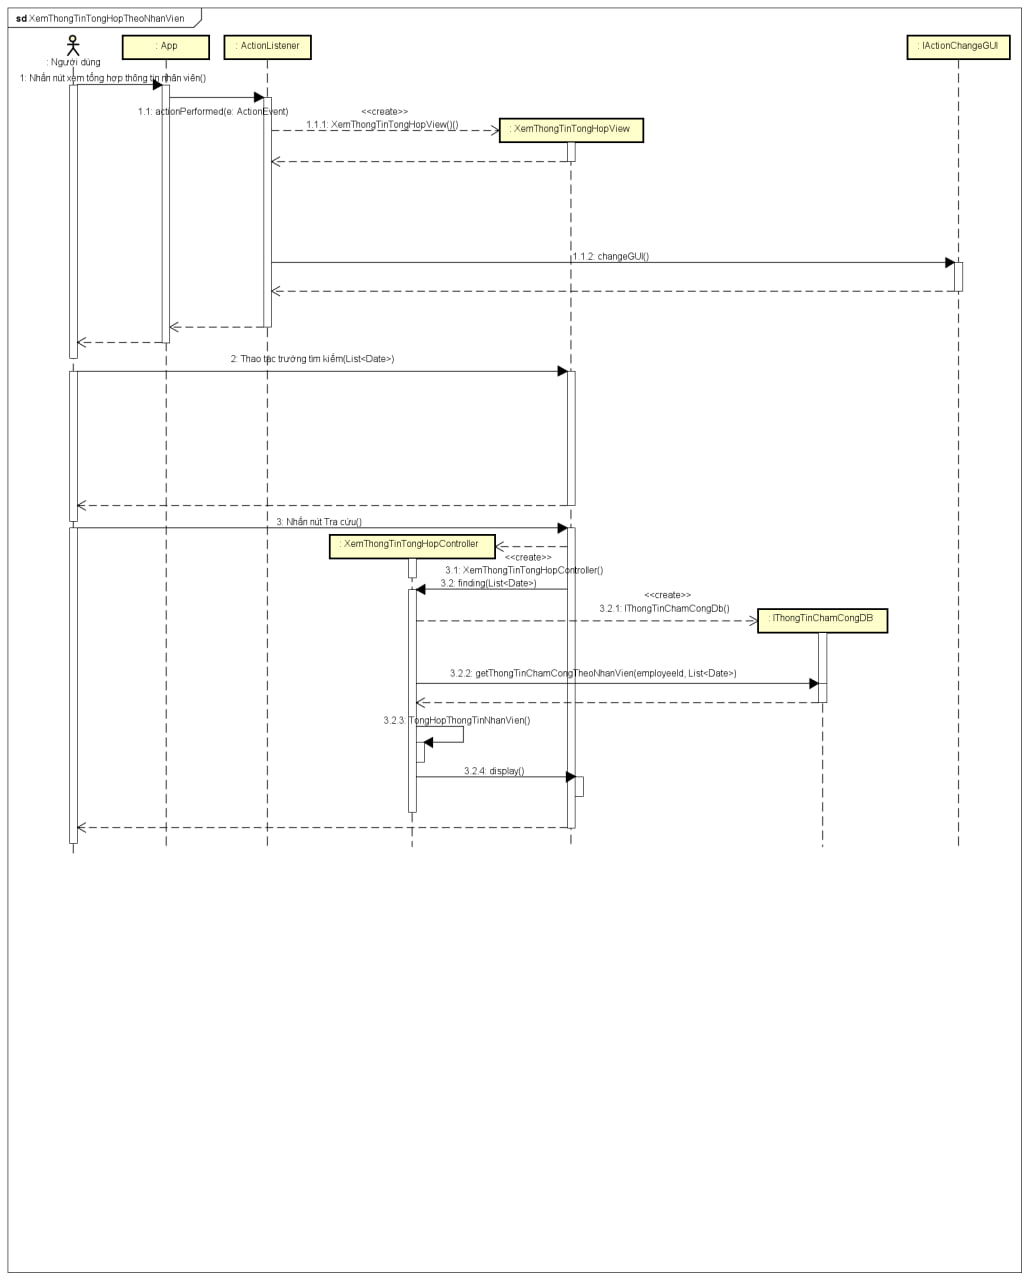 sd XemThongTinTongHopTheoNhanVien
: Người dùng
: App
: ActionListener
: IActionChangeGUI
1: Nhấn nút xem tổng hợp thông tin nhân viên()
1.1: actionPerformed(e: ActionEvent)
<<create>>
1.1.1: XemThongTinTongHopView()()
: XemThongTinTongHopView
1.1.2: changeGUI()
2: Thao tác trường tìm kiếm(List<Date>)
3: Nhấn nút Tra cứu()
: XemThongTinTongHopController
<<create>>
3.1: XemThongTinTongHopController()
3.2: finding(List<Date>)
<<create>>
3.2.1: IThongTinChamCongDb()
: IThongTinChamCongDB
3.2.2: getThongTinChamCongTheoNhanVien(employeeId, List<Date>)
3.2.3: TongHopThongTinNhanVien()
3.2.4: display()